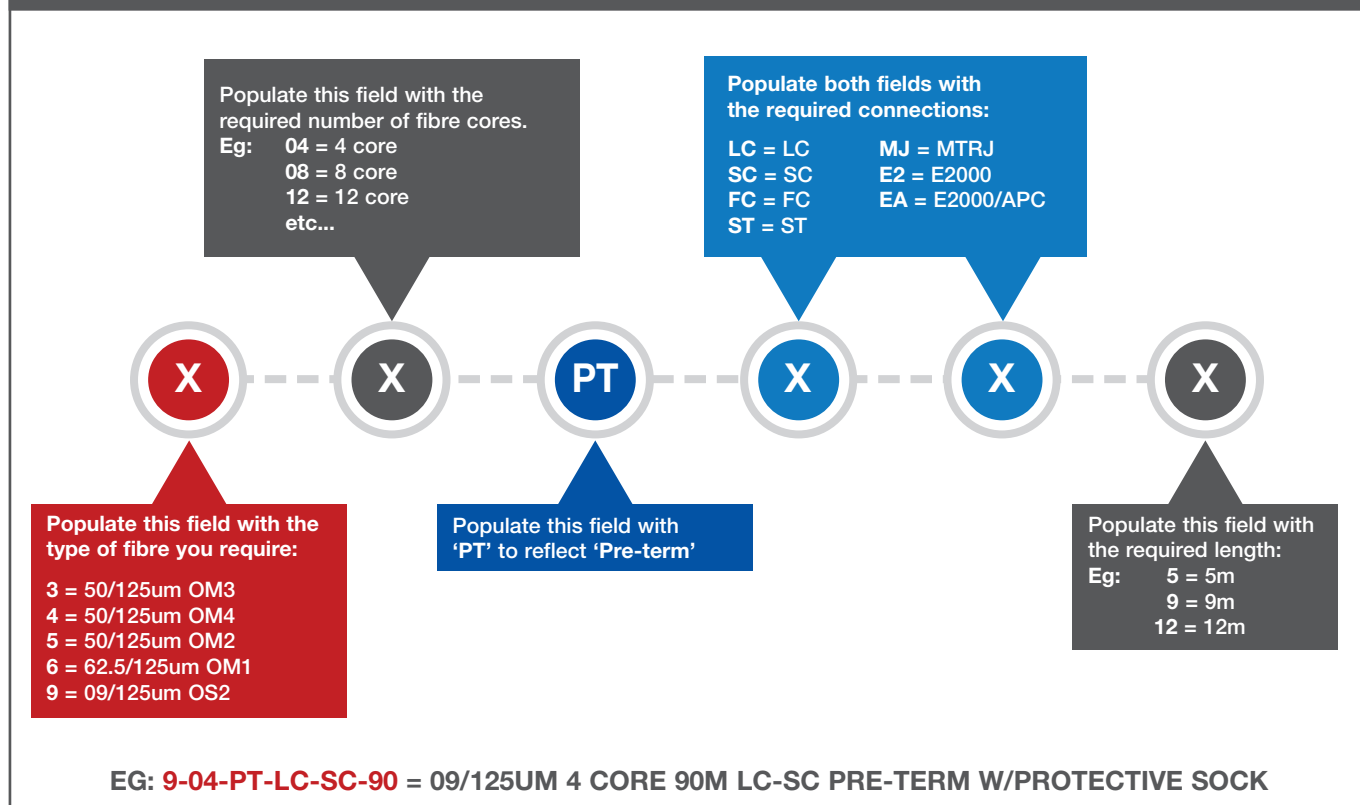 Populate this field with the
required number of fibre cores.
Eg: 04 = 4 core
08 = 8 core
12 = 12 core
etc...
Populate both fields with
the required connections:
LC = LC MJ = MTRJ
SC = SC E2 = E2000
FC = FC EA = E2000/APC
ST = ST
X X PT X X X
Populate this field with the
type of fibre you require:
3 = 50/125um OM3
4 = 50/125um OM4
5 = 50/125um OM2
6 = 62.5/125um OM1
9 = 09/125um OS2
Populate this field with
‘PT’ to reflect ‘Pre-term’
Populate this field with
the required length:
Eg: 5 = 5m
9 = 9m
12 = 12m
EG: 9-04-PT-LC-SC-90 = 09/125UM 4 CORE 90M LC-SC PRE-TERM W/PROTECTIVE SOCK